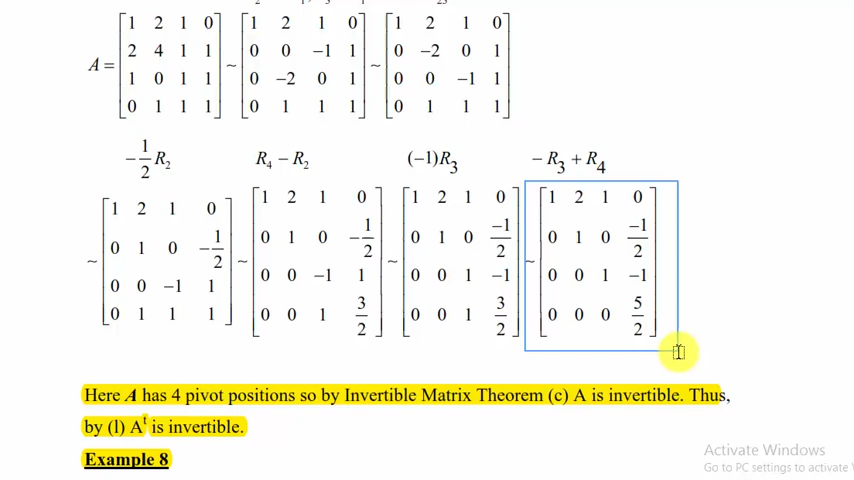 A = [1 2 1 0; 2 4 1 1; 1 0 1 1; 0 1 1 1] ~ [1 2 1 0; 0 0 −1 1; 0 −2 0 1; 0 1 1 1] ~ [1 2 1 0; 0 −2 0 1; 0 0 −1 1; 0 1 1 1]
−1/2 R2 R4 − R2 (−1)R3 − R3 + R4
~ [1 2 1 0; 0 1 0 −1/2; 0 0 −1 1; 0 1 1 1] ~ [1 2 1 0; 0 1 0 −1/2; 0 0 −1 1; 0 0 1 3/2] ~ [1 2 1 0; 0 1 0 −1/2; 0 0 1 −1; 0 0 1 3/2] ~ [1 2 1 0; 0 1 0 −1/2; 0 0 1 −1; 0 0 0 5/2]
Here A has 4 pivot positions so by Invertible Matrix Theorem (c) A is invertible. Thus,
by (l) A^t is invertible.
Example 8
Activate Windows
Go to PC settings to activate